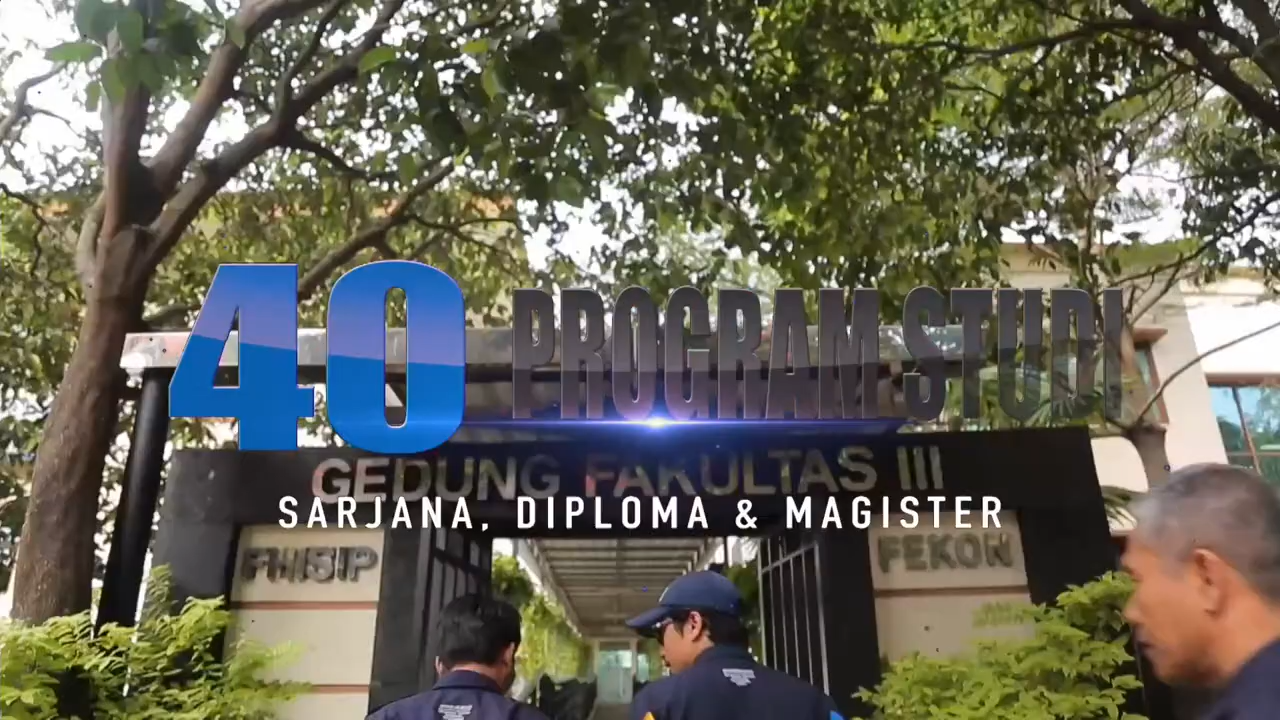 40 PROGRAM STUDI
GEDUNG FAKULTAS III
SARJANA, DIPLOMA & MAGISTER
FHISIP
FEKON